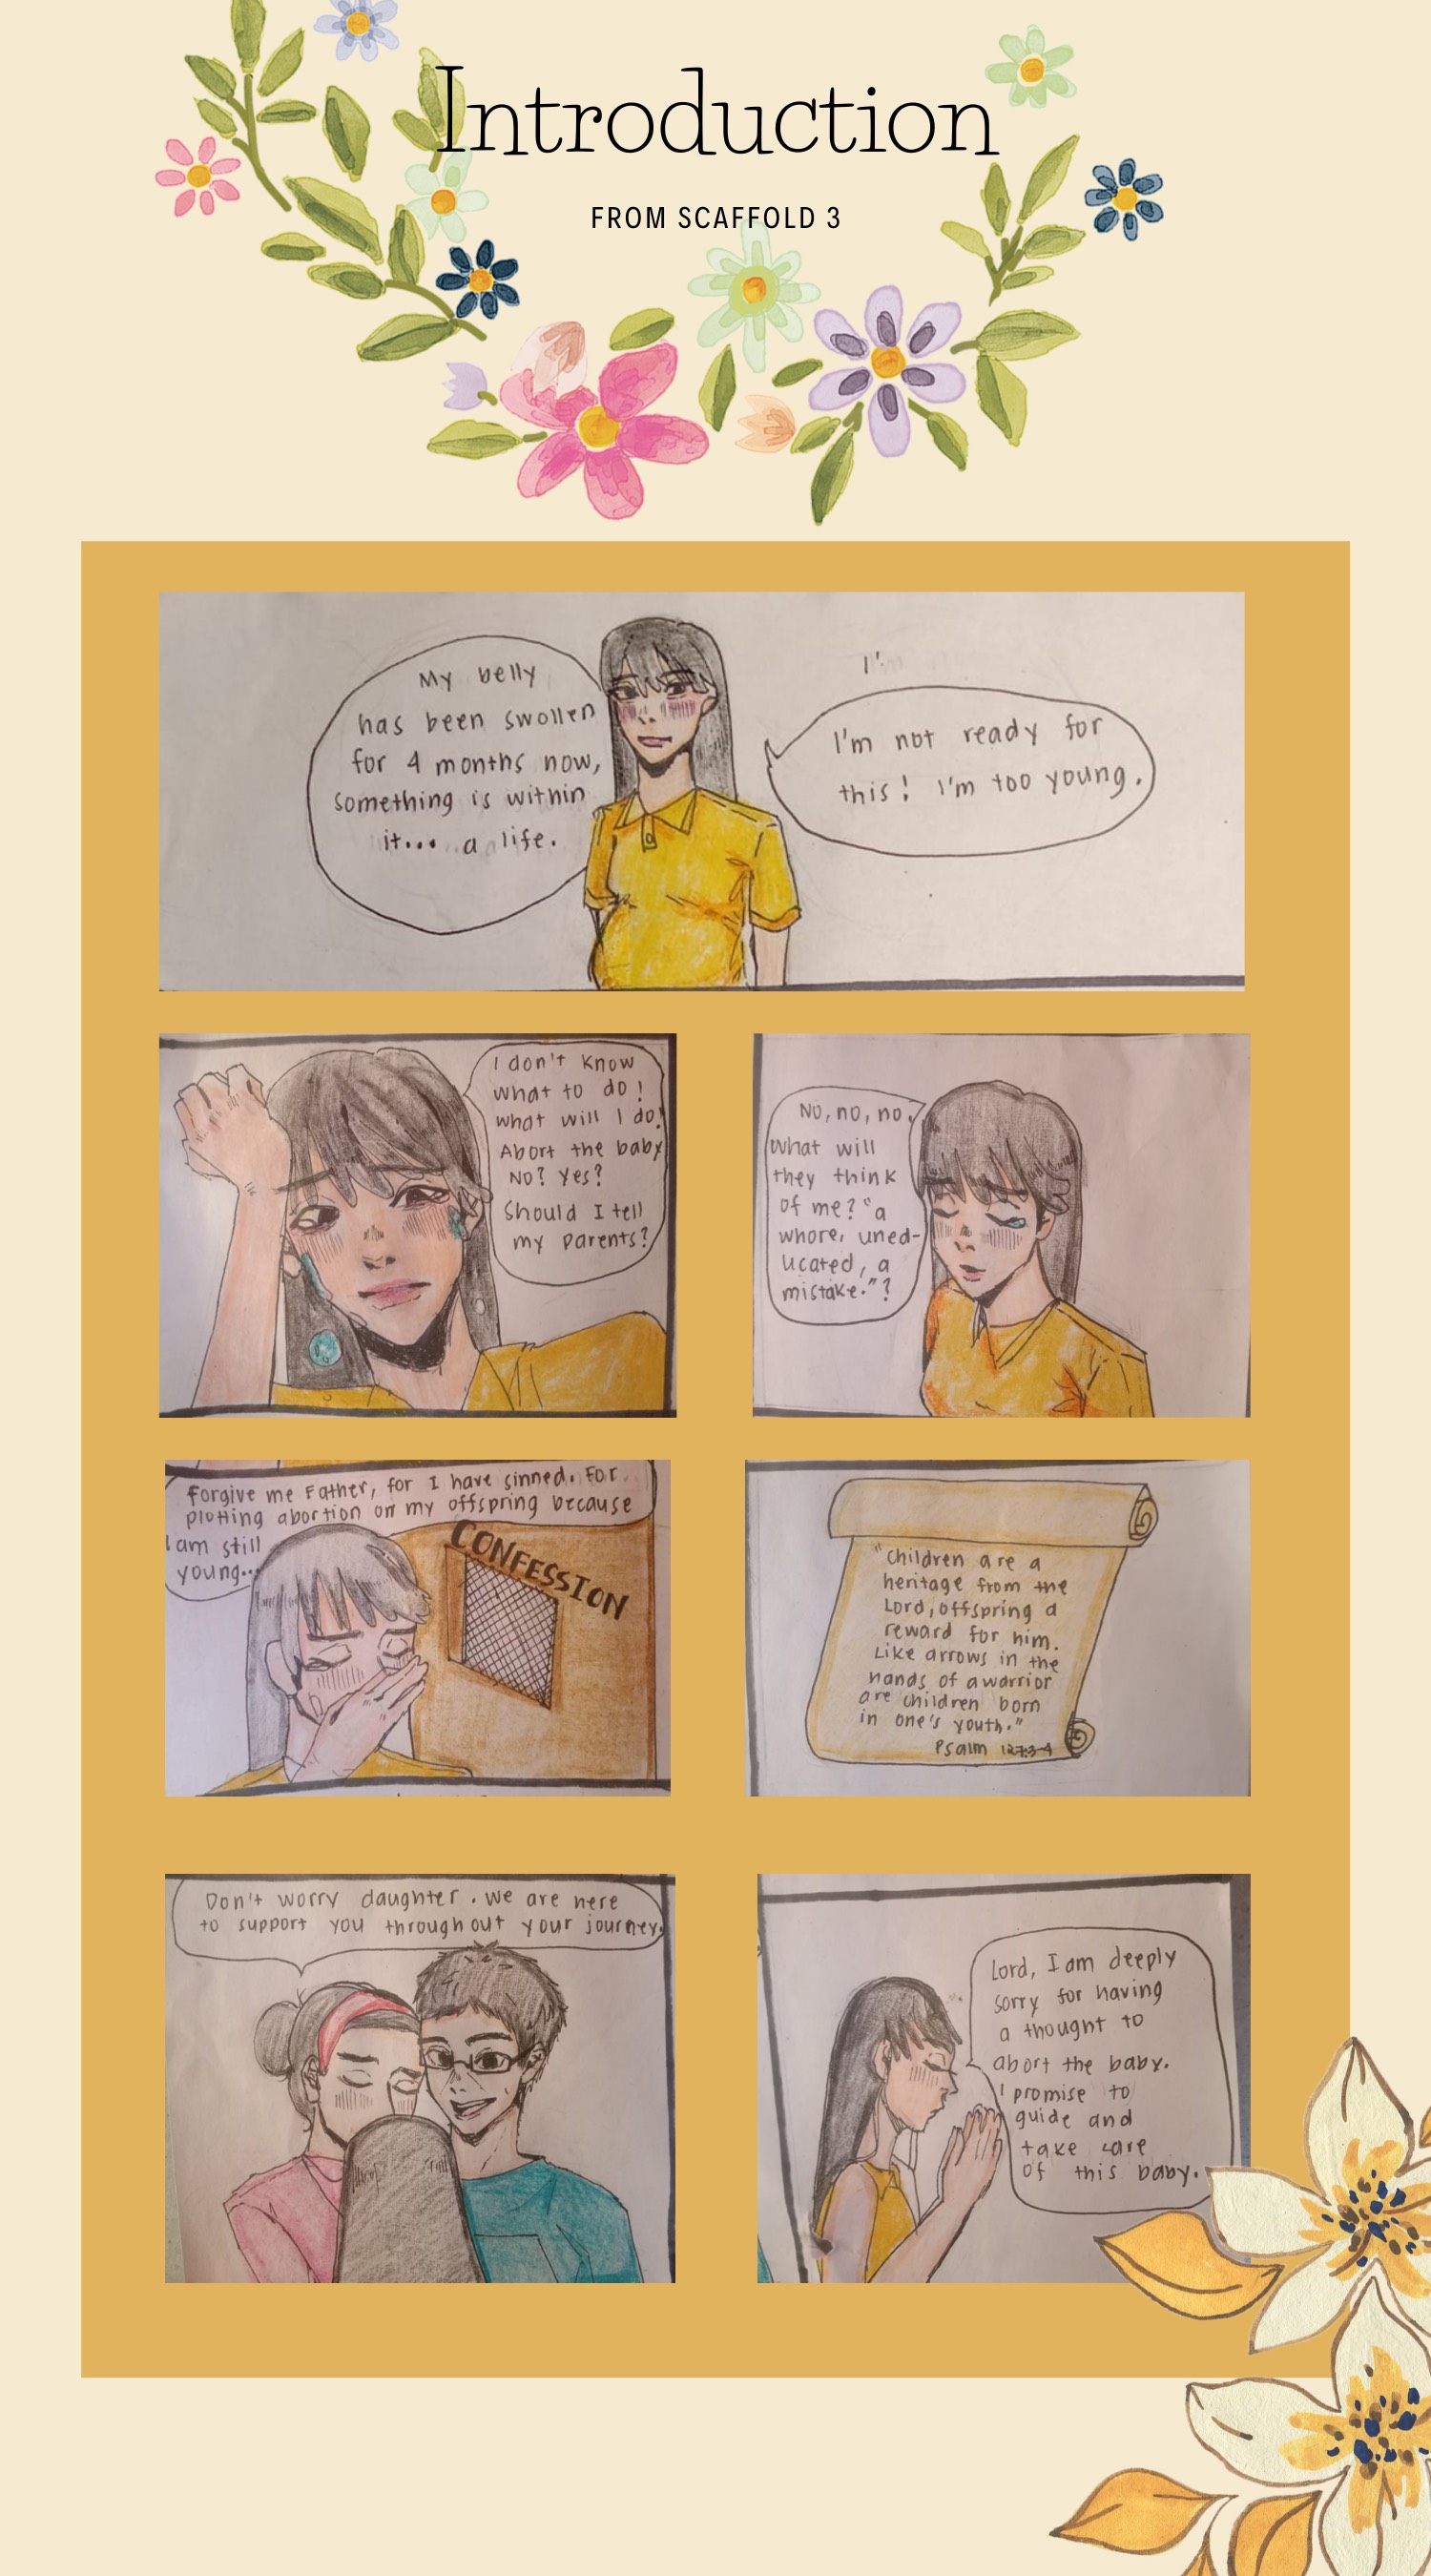 Introduction
FROM SCAFFOLD 3
My belly
has been swollen
for 4 months now,
something is within
it... a life.
I'm
I'm not ready for
this! I'm too young.
I don't know
what to do!
what will I do!
Abort the baby
No? Yes?
Should I tell
my parents?
No, no, no.
What will
they think
of me? "a
whore, uned-
ucated, a
mistake."?
Forgive me Father, for I have sinned. For
plotting abortion on my offspring because
I am still
young...
CONFESSION
"Children are a
heritage from the
Lord, offspring a
reward for him.
Like arrows in the
hands of a warrior
are children born
in one's youth."
Psalm 127:3-4
Don't worry daughter. We are here
to support you throughout your journey.
Lord, I am deeply
sorry for having
a thought to
abort the baby.
I promise to
guide and
take care
of this baby.